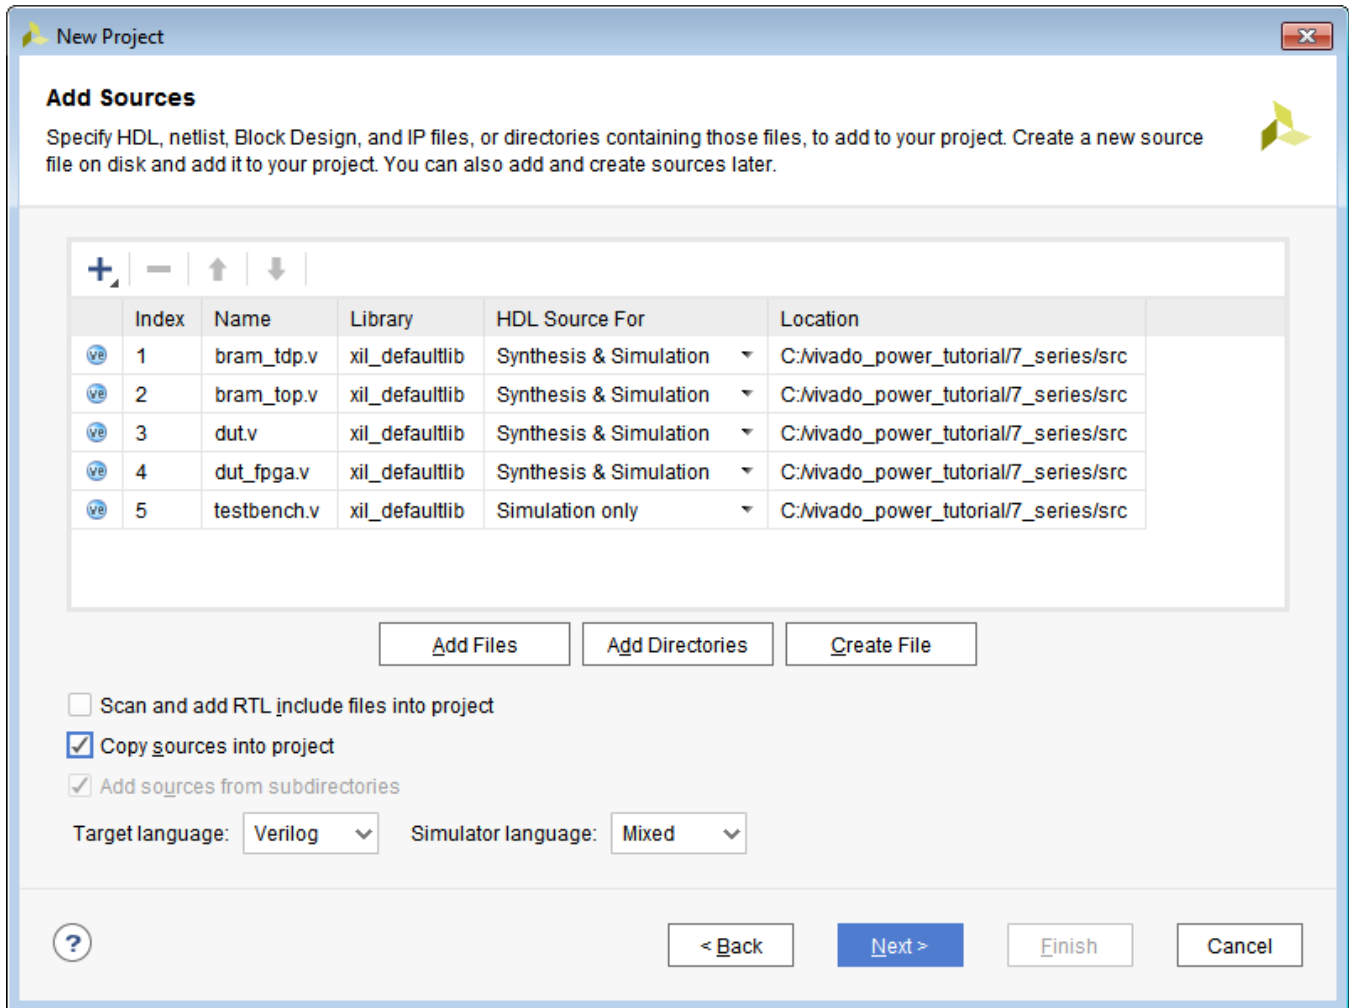 New Project
Add Sources
Specify HDL, netlist, Block Design, and IP files, or directories containing those files, to add to your project. Create a new source
file on disk and add it to your project. You can also add and create sources later.
Index Name Library HDL Source For Location
1 bram_tdp.v xil_defaultlib Synthesis & Simulation C:/vivado_power_tutorial/7_series/src
2 bram_top.v xil_defaultlib Synthesis & Simulation C:/vivado_power_tutorial/7_series/src
3 dut.v xil_defaultlib Synthesis & Simulation C:/vivado_power_tutorial/7_series/src
4 dut_fpga.v xil_defaultlib Synthesis & Simulation C:/vivado_power_tutorial/7_series/src
5 testbench.v xil_defaultlib Simulation only C:/vivado_power_tutorial/7_series/src
Add Files Add Directories Create File
Scan and add RTL include files into project
Copy sources into project
Add sources from subdirectories
Target language: Verilog Simulator language: Mixed
? < Back Next > Finish Cancel